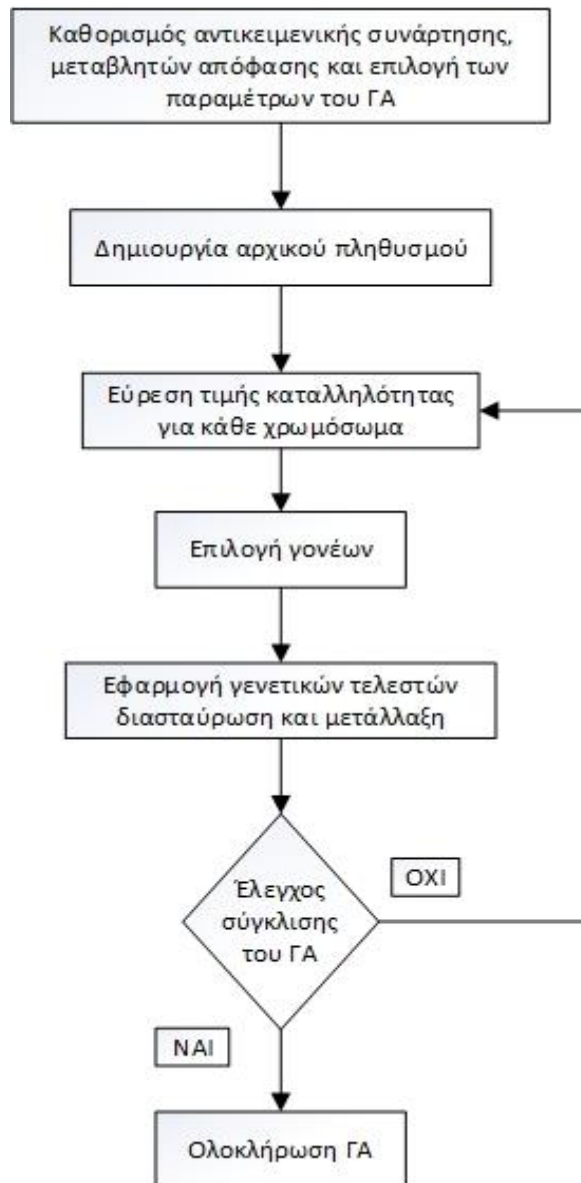 Καθορισμός αντικειμενικής συνάρτησης,
μεταβλητών απόφασης και επιλογή των
παραμέτρων του ΓΑ
Δημιουργία αρχικού πληθυσμού
Εύρεση τιμής καταλληλότητας
για κάθε χρωμόσωμα
Επιλογή γονέων
Εφαρμογή γενετικών τελεστών
διασταύρωση και μετάλλαξη
Έλεγχος
σύγκλισης
του ΓΑ
ΟΧΙ
ΝΑΙ
Ολοκλήρωση ΓΑ